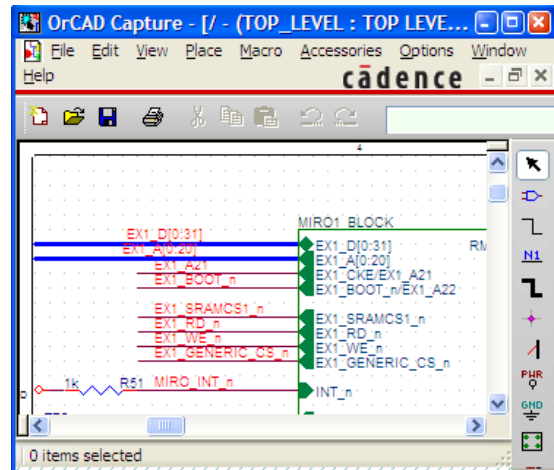 OrCAD Capture - [/ - (TOP_LEVEL : TOP LEVE...
File Edit View Place Macro Accessories Options Window
Help
cādence
4
MIRO1 BLOCK
EX1_D[0:31]
EX1_A[0:20]
EX1_A21
EX1_BOOT_n
EX1_D[0:31] RM
EX1_A[0:20]
EX1_CKE/EX1_A21
EX1_BOOT_n/EX1_A22
EX1_SRAMCS1_n
EX1_RD_n
EX1_WE_n
EX1_GENERIC_CS_n
EX1_SRAMCS1_n
EX1_RD_n
EX1_WE_n
EX1_GENERIC_CS_n
1k R51 MIRO_INT_n
INT_n
D
N1
PWR
GND
0 items selected